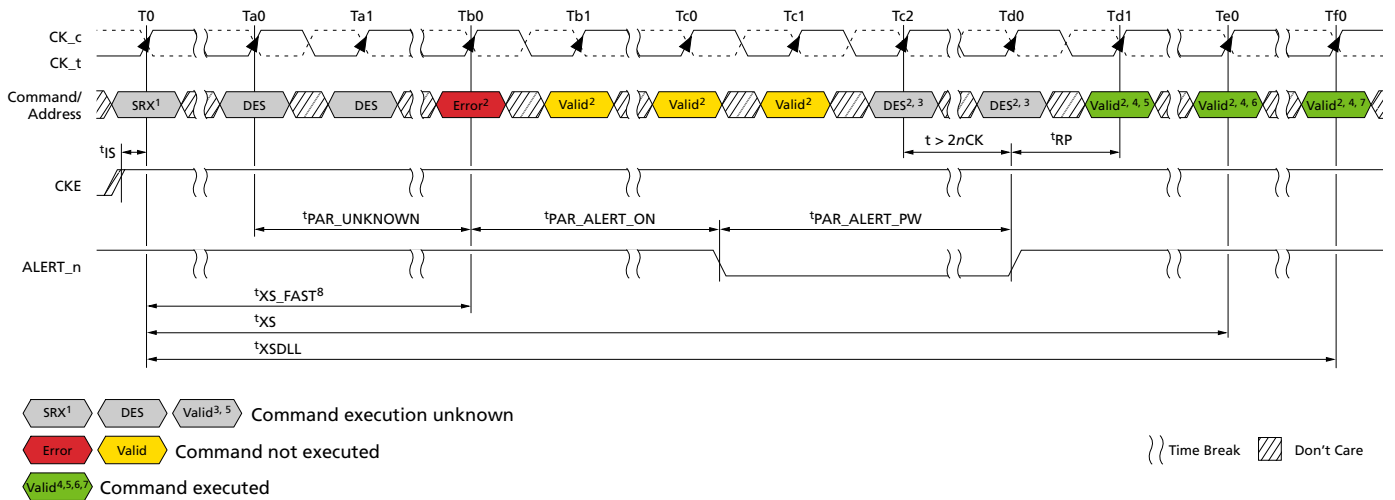 T0 Ta0 Ta1 Tb0 Tb1 Tc0 Tc1 Tc2 Td0 Td1 Te0 Tf0
CK_c
CK_t
Command/
Address
SRX¹ DES DES Error² Valid² Valid² Valid² DES², ³ DES², ³ Valid², ⁴, ⁵ Valid², ⁴, ⁶ Valid², ⁴, ⁷
tIS t > 2nCK tRP
CKE
tPAR_UNKNOWN tPAR_ALERT_ON tPAR_ALERT_PW
ALERT_n
tXS_FAST⁸
tXS
tXSDLL
SRX¹ DES Valid³, ⁵ Command execution unknown
Error Valid Command not executed
Valid⁴,⁵,⁶,⁷ Command executed
Time Break Don't Care